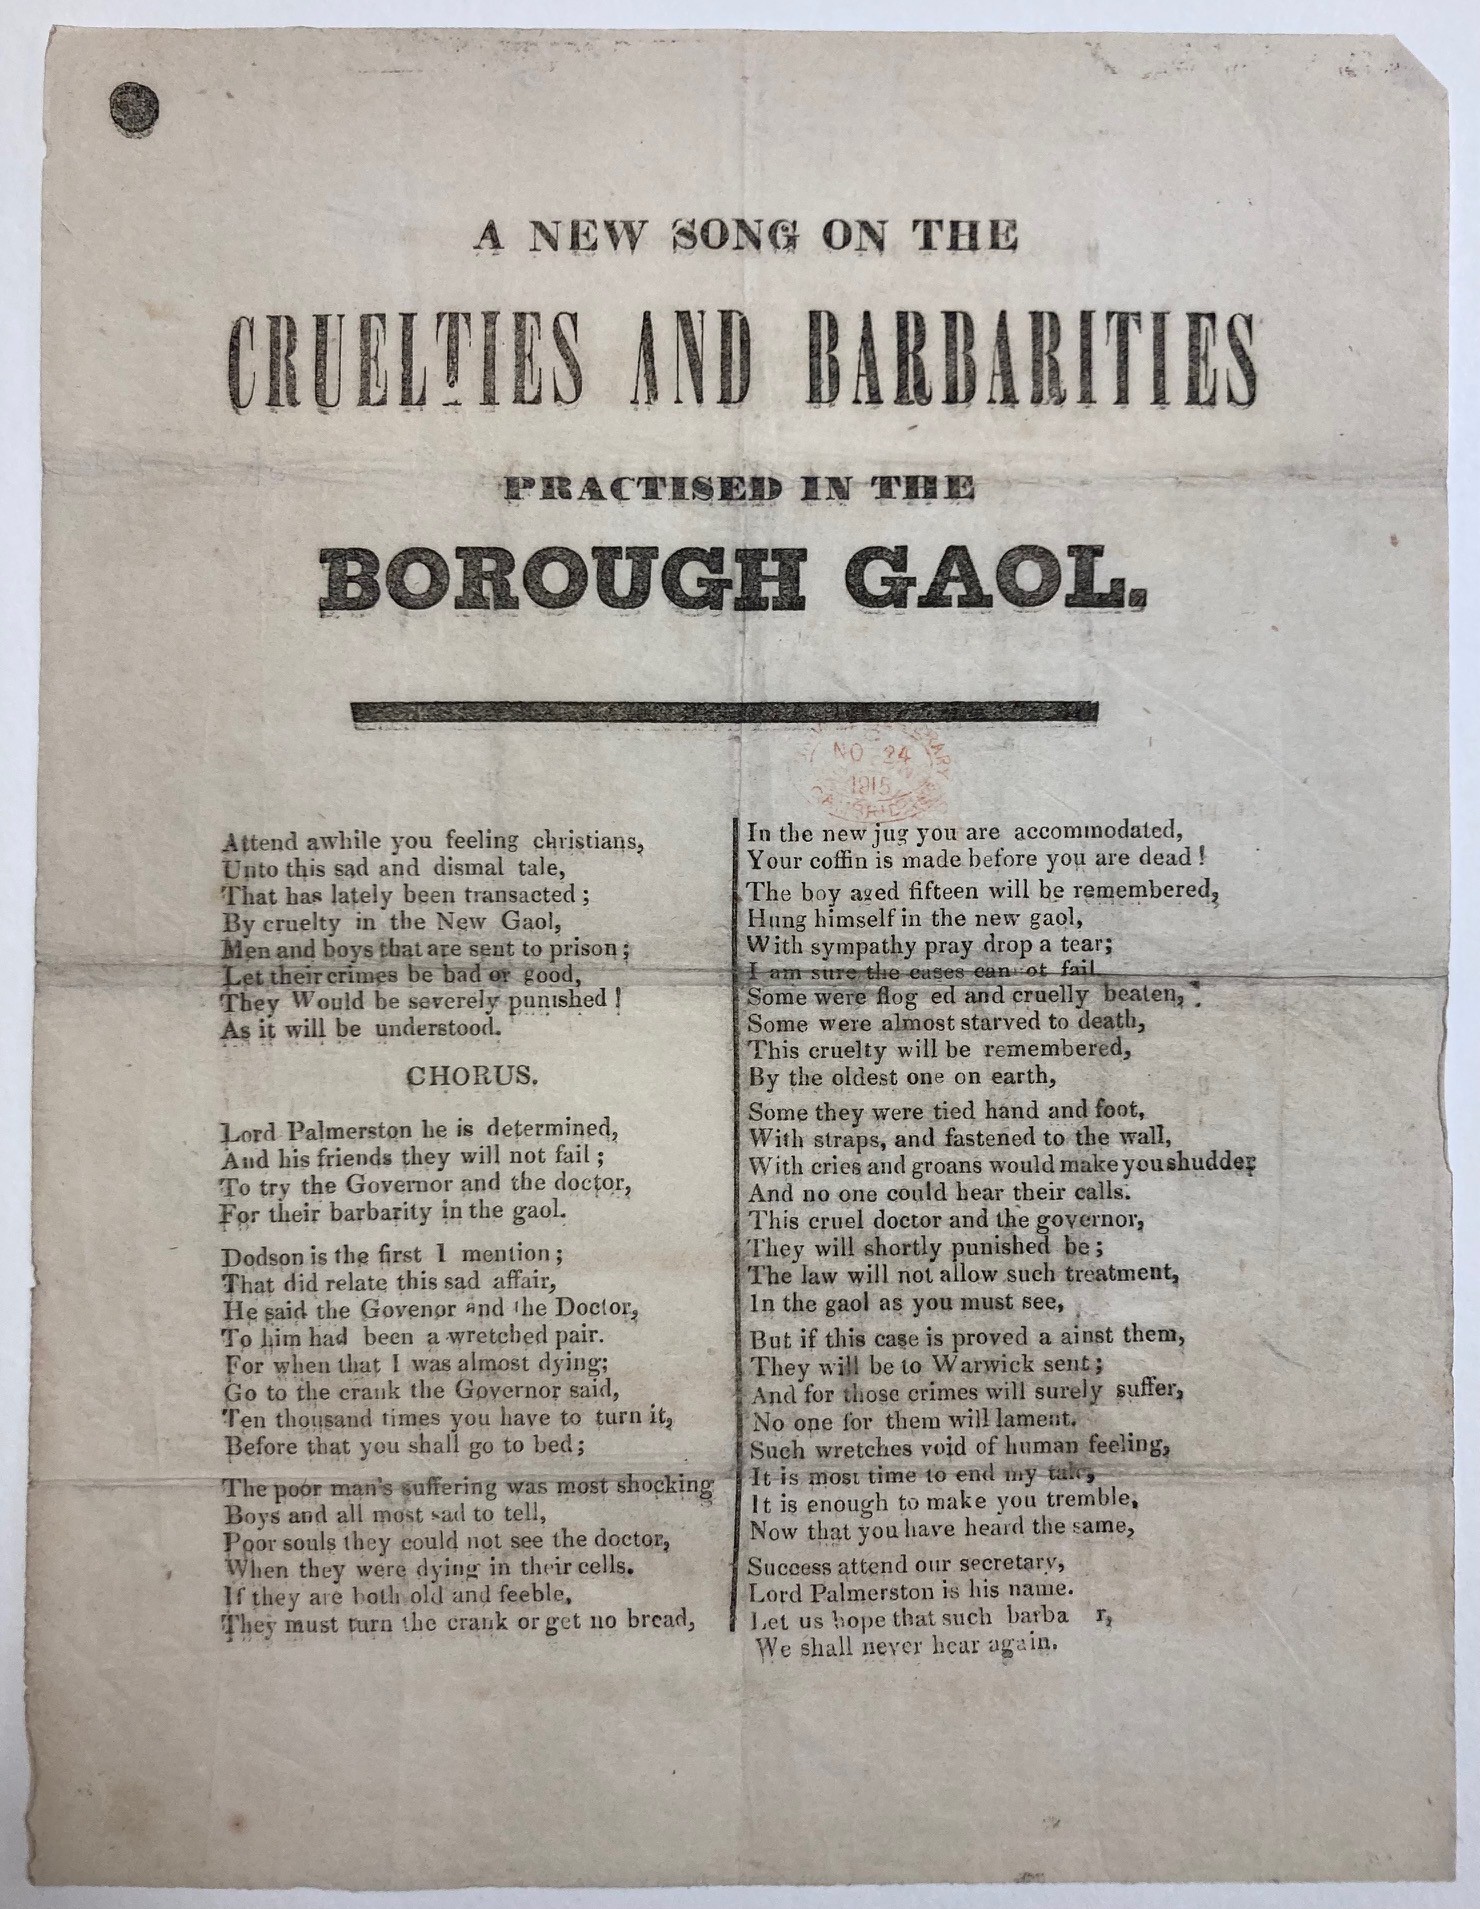 A NEW SONG ON THE
CRUELTIES AND BARBARITIES
PRACTISED IN THE
BOROUGH GAOL.
NO 24
1915
Attend awhile you feeling christians,
Unto this sad and dismal tale,
That has lately been transacted ;
By cruelty in the New Gaol,
Men and boys that are sent to prison ;
Let their crimes be bad or good,
They Would be severely punished !
As it will be understood.
CHORUS.
Lord Palmerston he is determined,
And his friends they will not fail ;
To try the Governor and the doctor,
For their barbarity in the gaol.
Dodson is the first I mention ;
That did relate this sad affair,
He said the Govenor and the Doctor,
To him had been a wretched pair.
For when that I was almost dying;
Go to the crank the Governor said,
Ten thousand times you have to turn it,
Before that you shall go to bed ;
The poor man's suffering was most shocking
Boys and all most sad to tell,
Poor souls they could not see the doctor,
When they were dying in their cells.
If they are both old and feeble,
They must turn the crank or get no bread,
In the new jug you are accommodated,
Your coffin is made before you are dead !
The boy aged fifteen will be remembered,
Hung himself in the new gaol,
With sympathy pray drop a tear;
I am sure the cases can ot fail
Some were flog ed and cruelly beaten,
Some were almost starved to death,
This cruelty will be remembered,
By the oldest one on earth,
Some they were tied hand and foot,
With straps, and fastened to the wall,
With cries and groans would make you shudder
And no one could hear their calls.
This cruel doctor and the governor,
They will shortly punished be ;
The law will not allow such treatment,
In the gaol as you must see,
But if this case is proved a ainst them,
They will be to Warwick sent ;
And for those crimes will surely suffer,
No one for them will lament.
Such wretches void of human feeling,
It is most time to end my tale,
It is enough to make you tremble,
Now that you have heard the same,
Success attend our secretary,
Lord Palmerston is his name.
Let us hope that such barba r,
We shall never hear again.